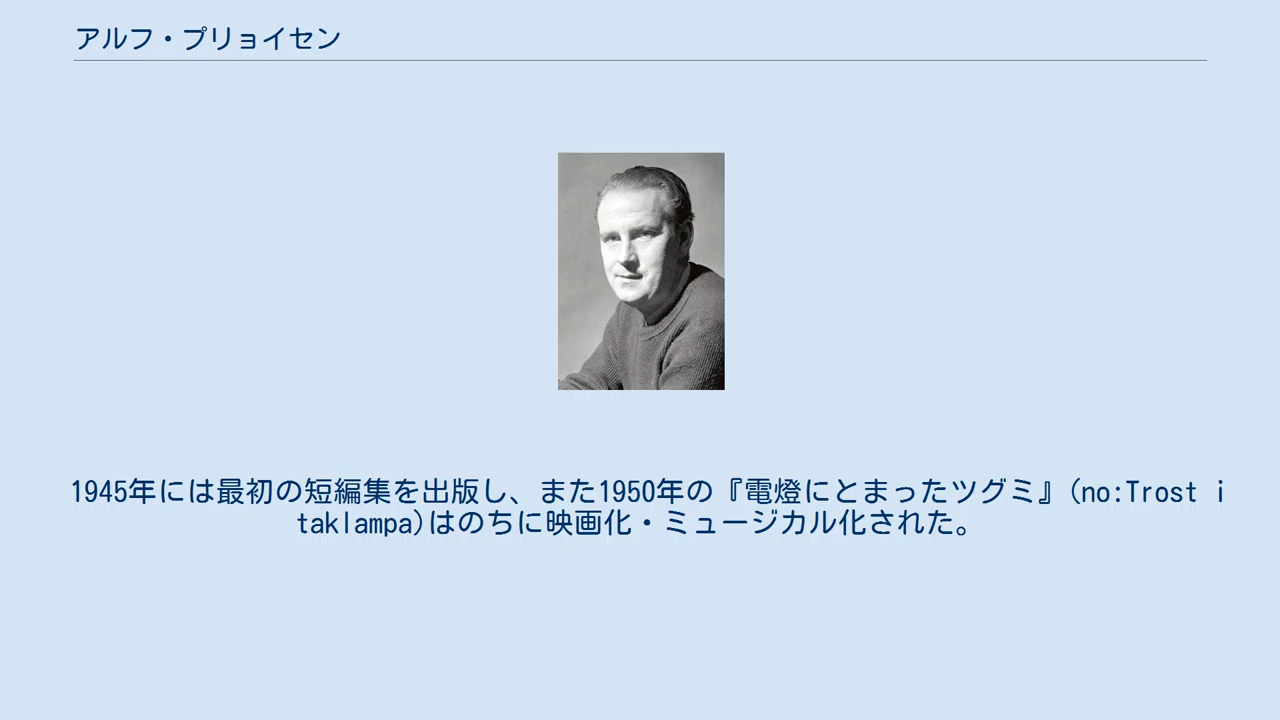 アルフ・プリョイセン
1945年には最初の短編集を出版し、また1950年の『電燈にとまったツグミ』(no:Trost i
taklampa)はのちに映画化・ミュージカル化された。